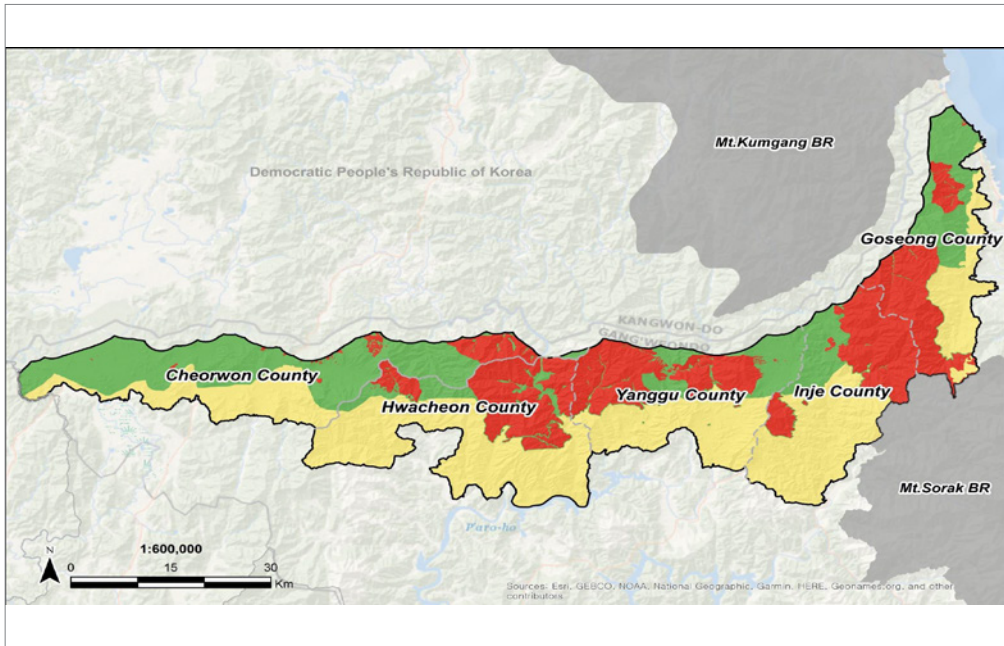 Mt.Kumgang BR
Democratic People's Republic of Korea
Goseong County
KANGWON-DO
GANG'WEONDO
Cheorwon County
Hwacheon County
Yanggu County
Inje County
Mt.Sorak BR
P'aro-ho
N
1:600,000
0 15 30
Km
Sources: Esri, GEBCO, NOAA, National Geographic, Garmin, HERE, Geonames.org, and other
contributors